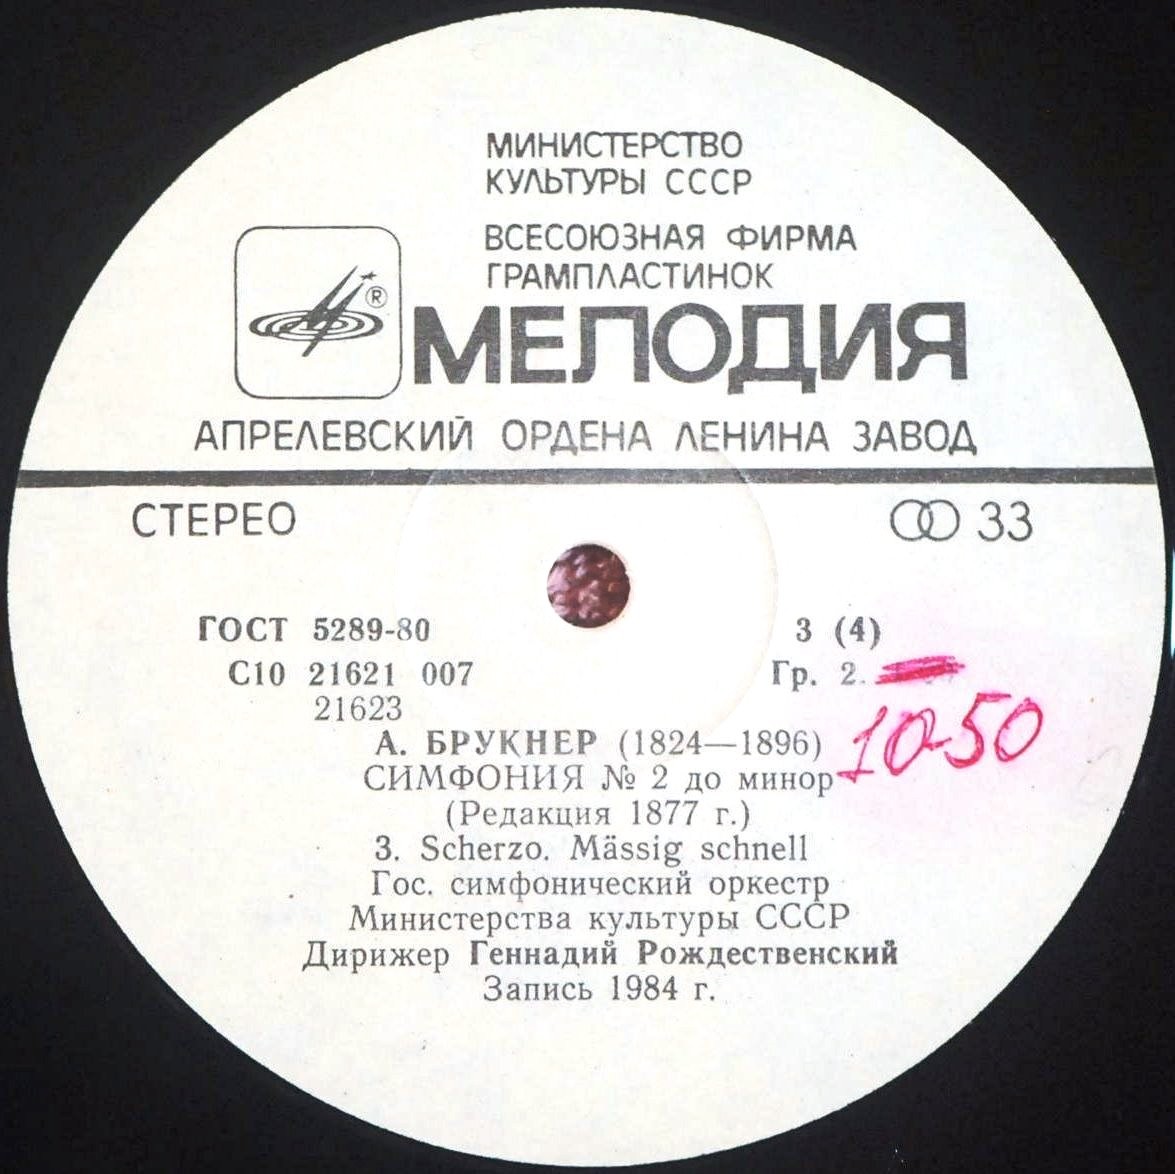 МИНИСТЕРСТВО
КУЛЬТУРЫ СССР
ВСЕСОЮЗНАЯ ФИРМА
ГРАМПЛАСТИНОК
®
МЕЛОДИЯ
АПРЕЛЕВСКИЙ ОРДЕНА ЛЕНИНА ЗАВОД
СТЕРЕО 33
ГОСТ 5289-80 3 (4)
С10 21621 007 Гр. 2.
21623
10-50
А. БРУКНЕР (1824—1896)
СИМФОНИЯ № 2 до минор
(Редакция 1877 г.)
3. Scherzo. Mässig schnell
Гос. симфонический оркестр
Министерства культуры СССР
Дирижер Геннадий Рождественский
Запись 1984 г.